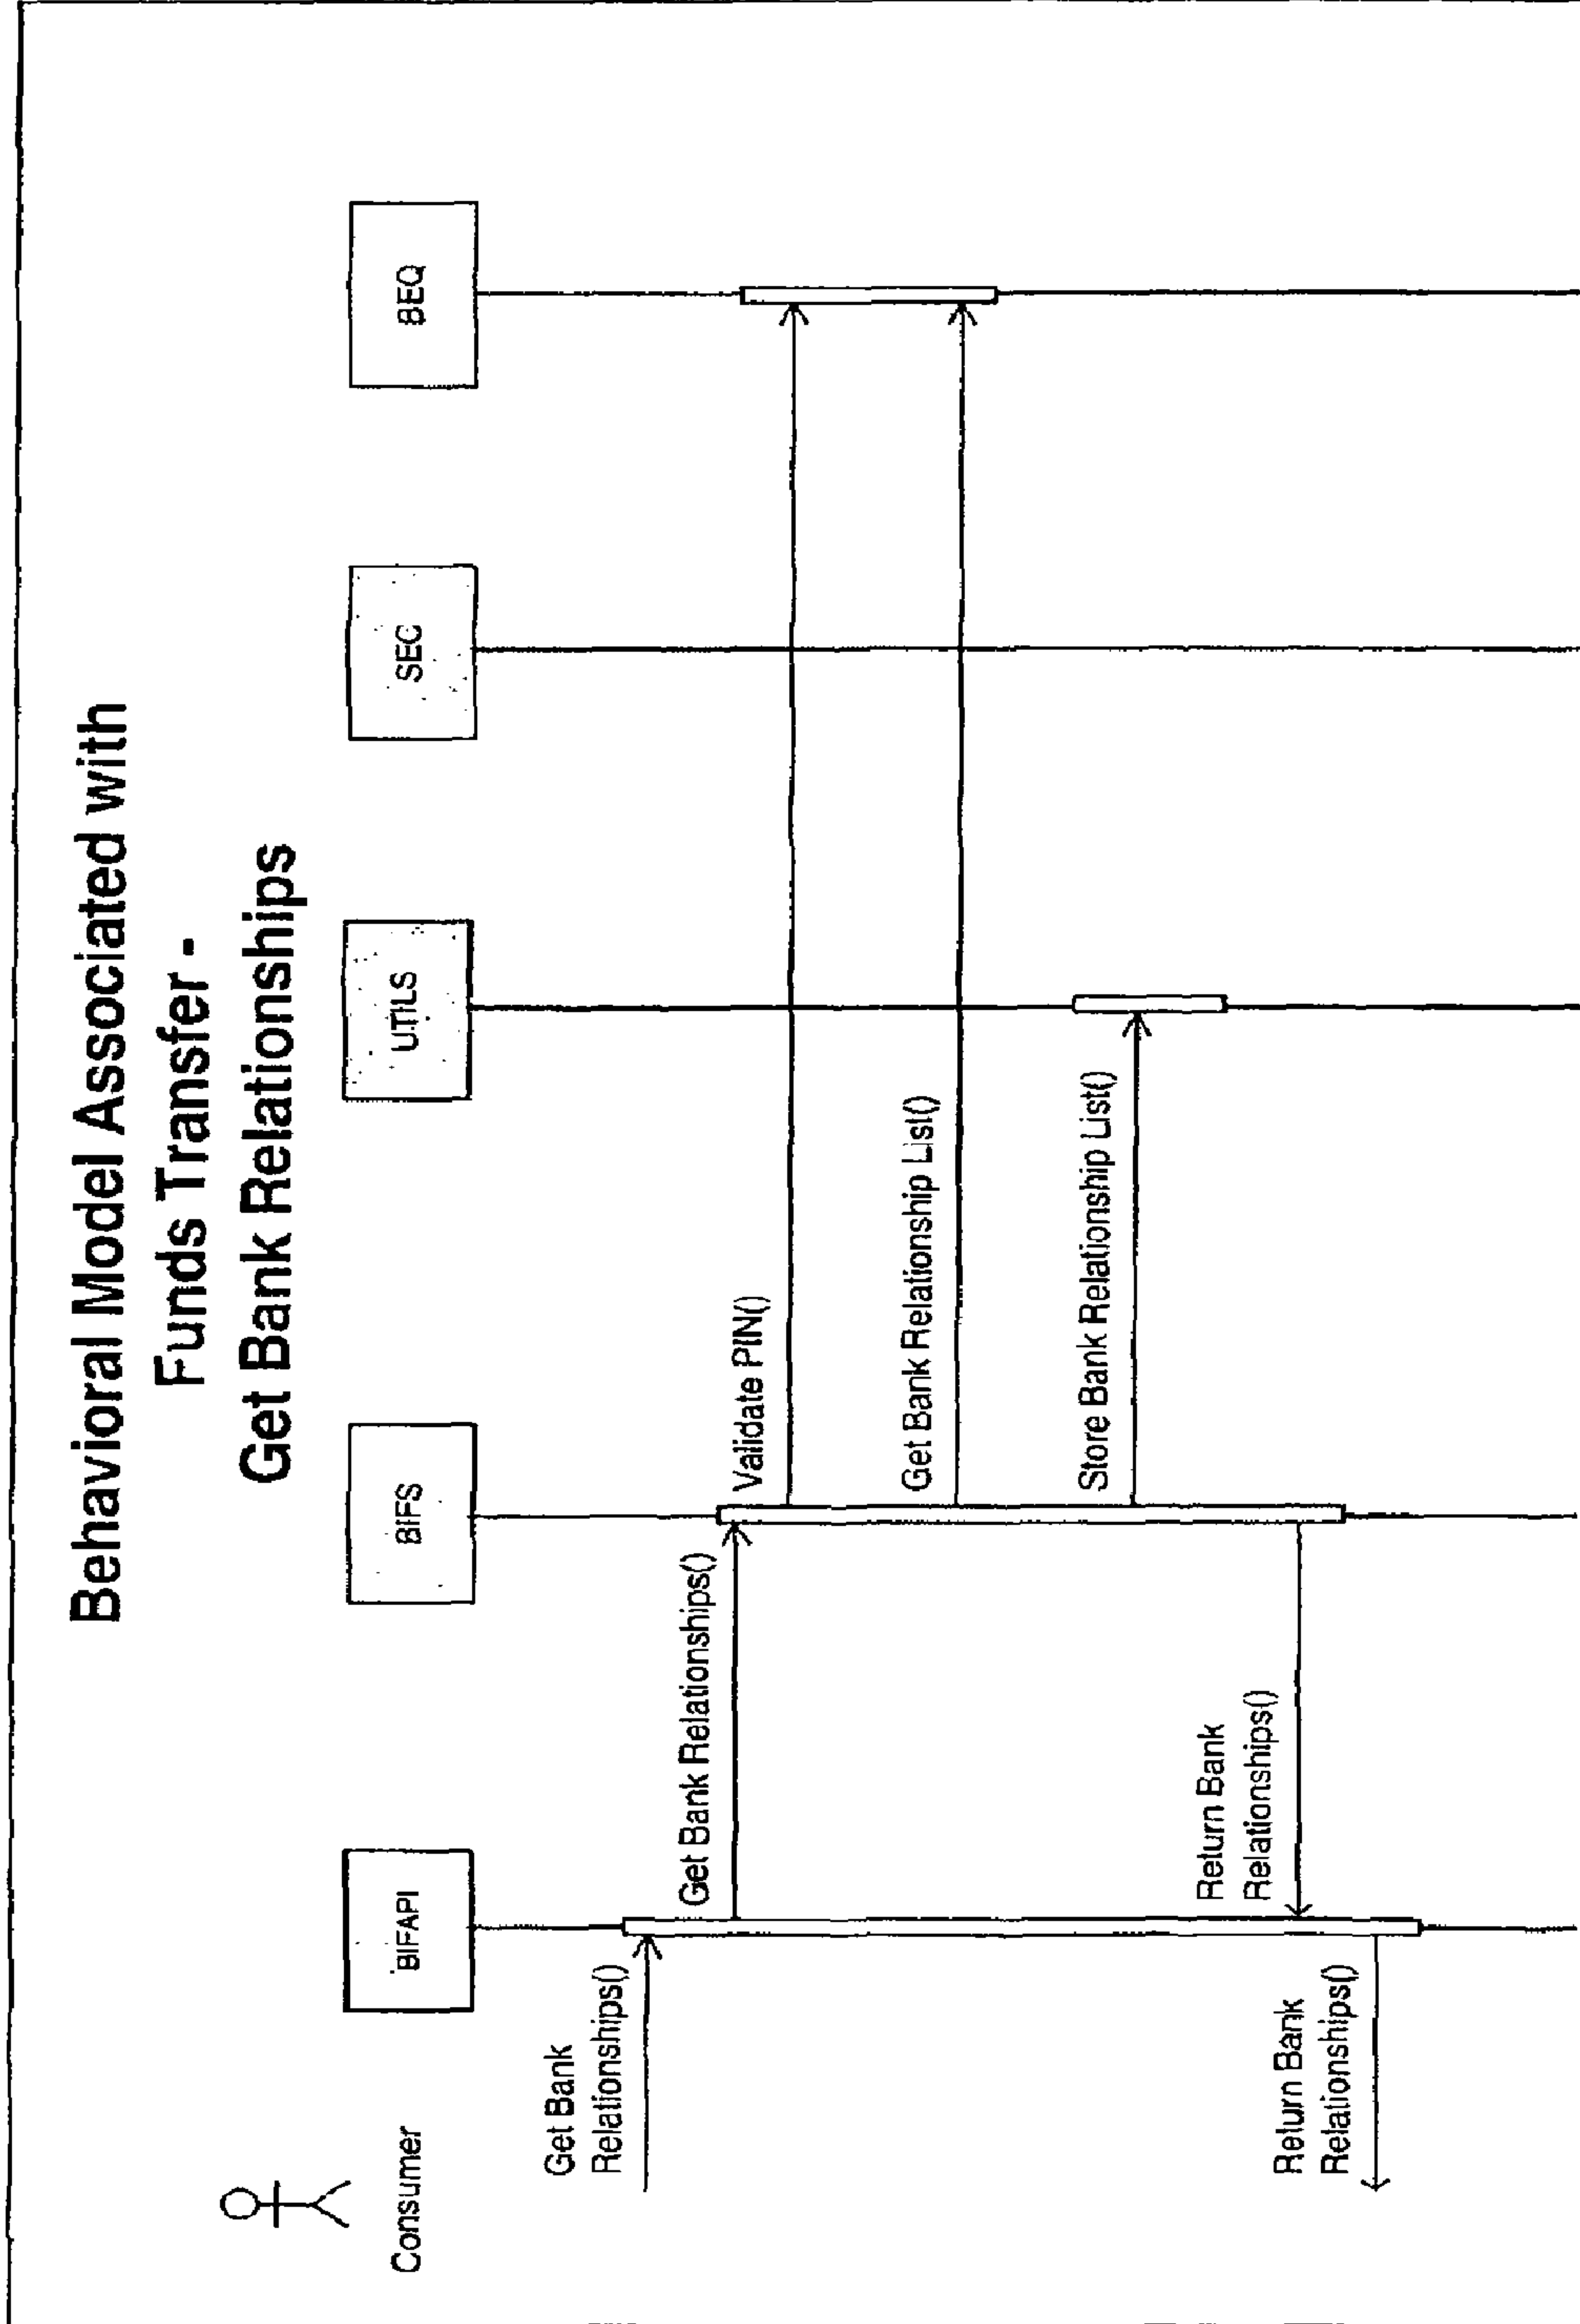 Behavioral Model Associated with
Funds Transfer -
Get Bank Relationships
Consumer
BIFAPI
BIFS
UTILS
SEC
BEQ
Get Bank
Relationships()
Get Bank Relationships()
Validate PIN()
Get Bank Relationship List()
Store Bank Relationship List()
Return Bank
Relationships()
Return Bank
Relationships()